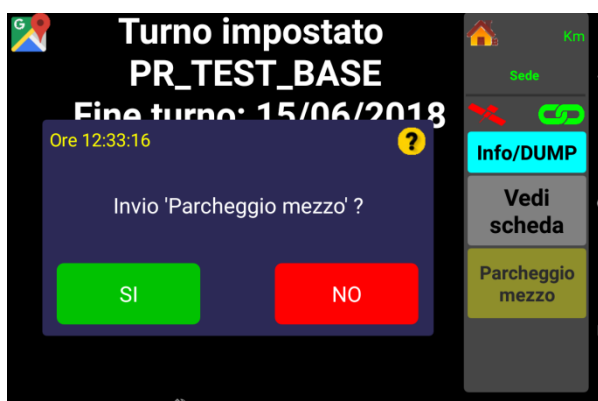 G
Turno impostato
PR_TEST_BASE
Fine turno: 15/06/2018
Ore 12:33:16
?
Invio 'Parcheggio mezzo' ?
SI
NO
Km
Sede
Info/DUMP
Vedi
scheda
Parcheggio
mezzo